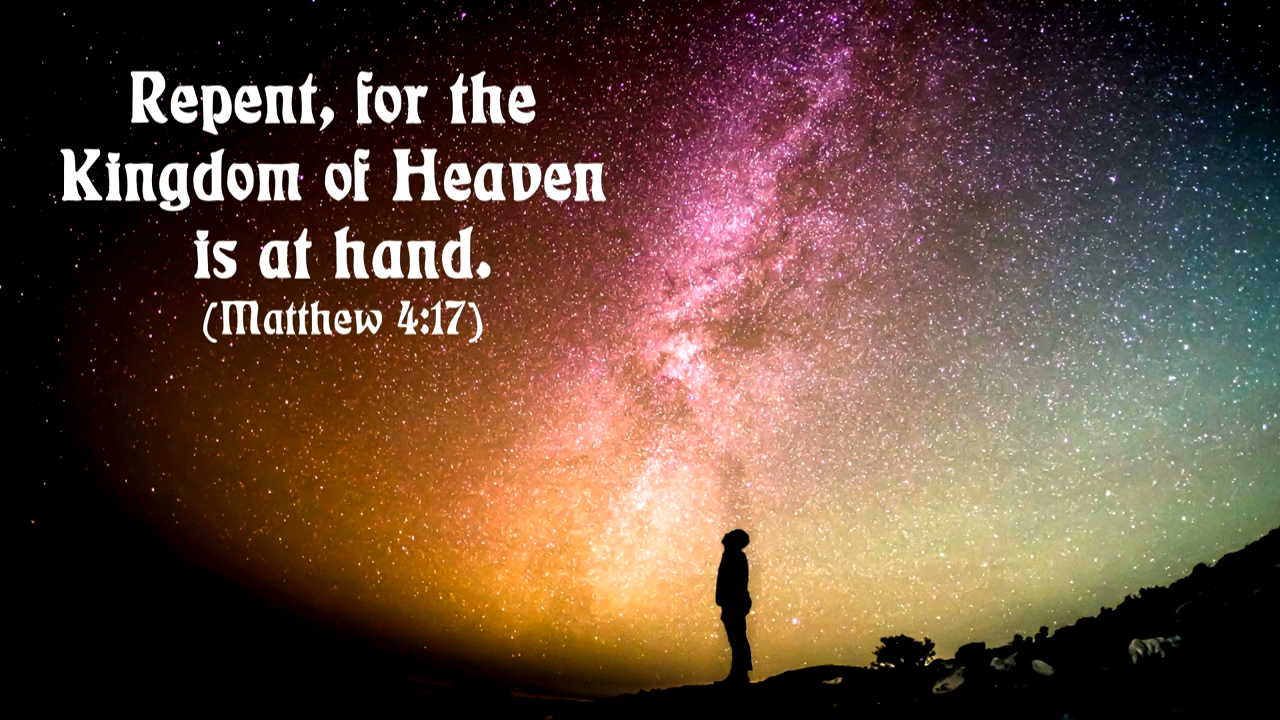 Repent, for the
Kingdom of Heaven
is at hand.
(Matthew 4:17)